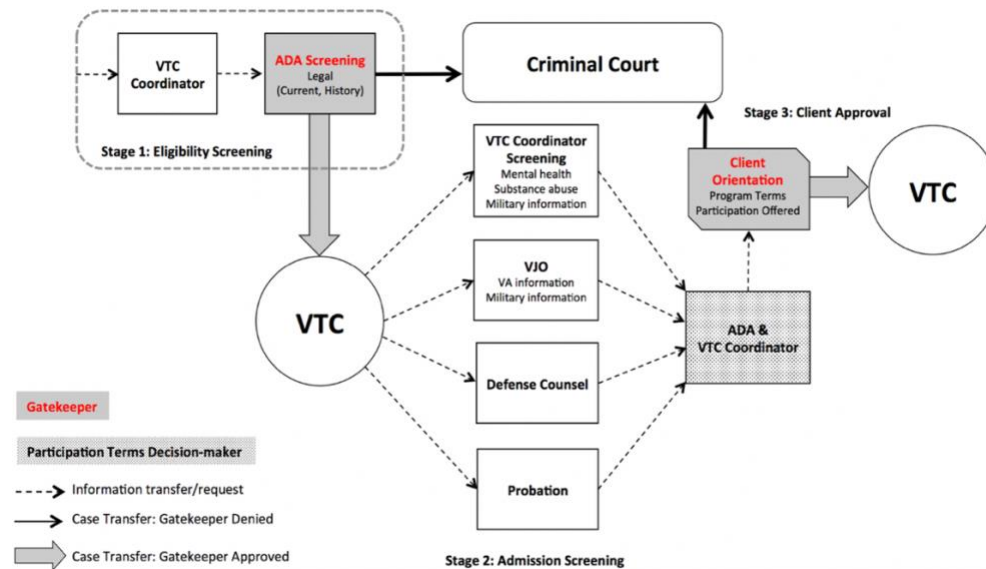 VTC
Coordinator
ADA Screening
Legal
(Current, History)
Stage 1: Eligibility Screening
Criminal Court
Stage 3: Client Approval
VTC Coordinator
Screening
Mental health
Substance abuse
Military information
Client
Orientation
Program Terms
Participation Offered
VTC
VTC
VJO
VA information
Military information
ADA &
VTC Coordinator
Defense Counsel
Probation
Gatekeeper
Participation Terms Decision-maker
Information transfer/request
Case Transfer: Gatekeeper Denied
Case Transfer: Gatekeeper Approved
Stage 2: Admission Screening